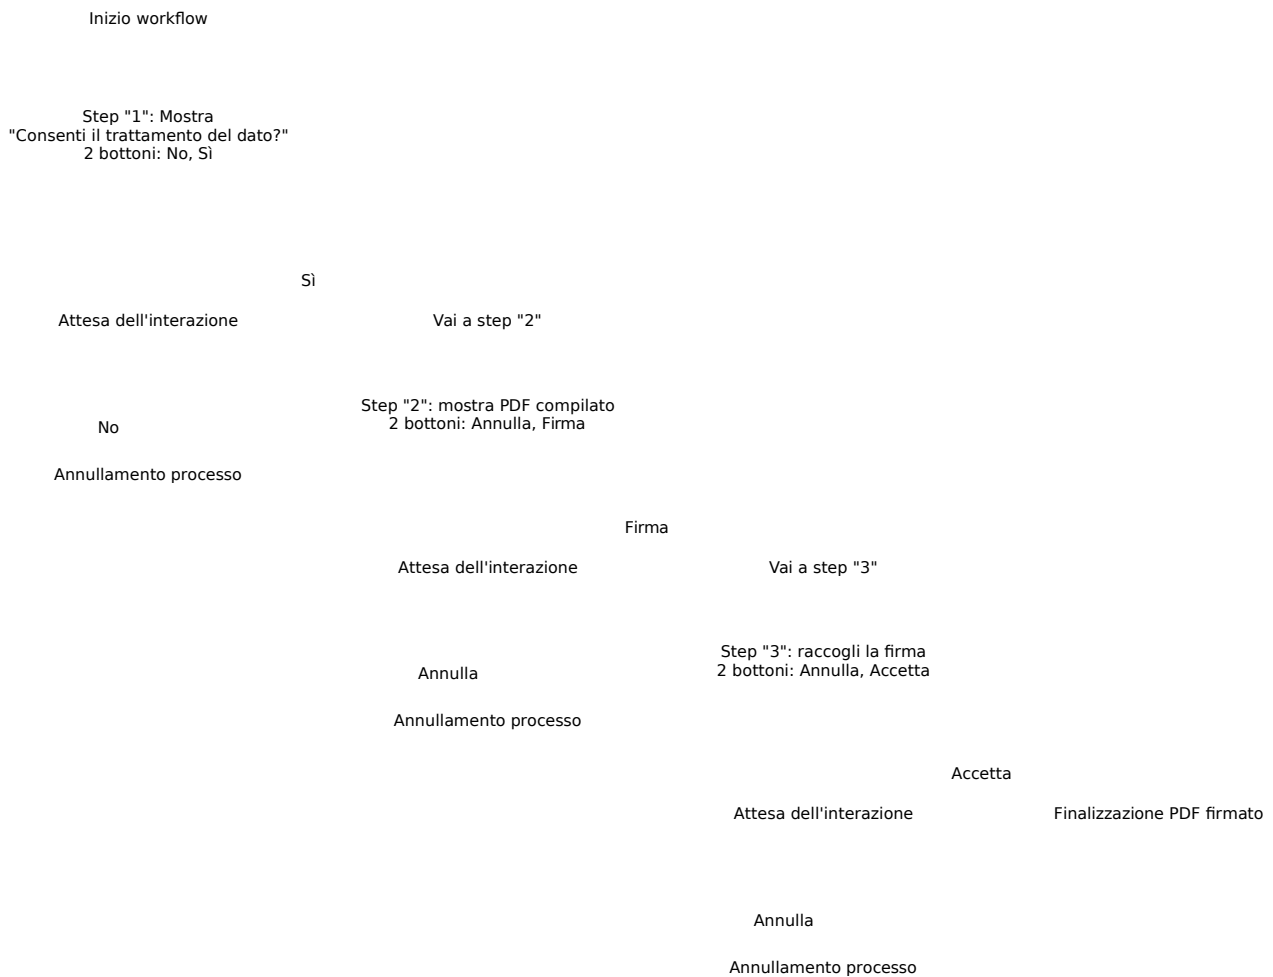 Inizio workflow
Step "1": Mostra
"Consenti il trattamento del dato?"
2 bottoni: No, Sì
Sì
Attesa dell'interazione
Vai a step "2"
Step "2": mostra PDF compilato
2 bottoni: Annulla, Firma
No
Annullamento processo
Firma
Attesa dell'interazione
Vai a step "3"
Step "3": raccogli la firma
2 bottoni: Annulla, Accetta
Annulla
Annullamento processo
Accetta
Attesa dell'interazione
Finalizzazione PDF firmato
Annulla
Annullamento processo